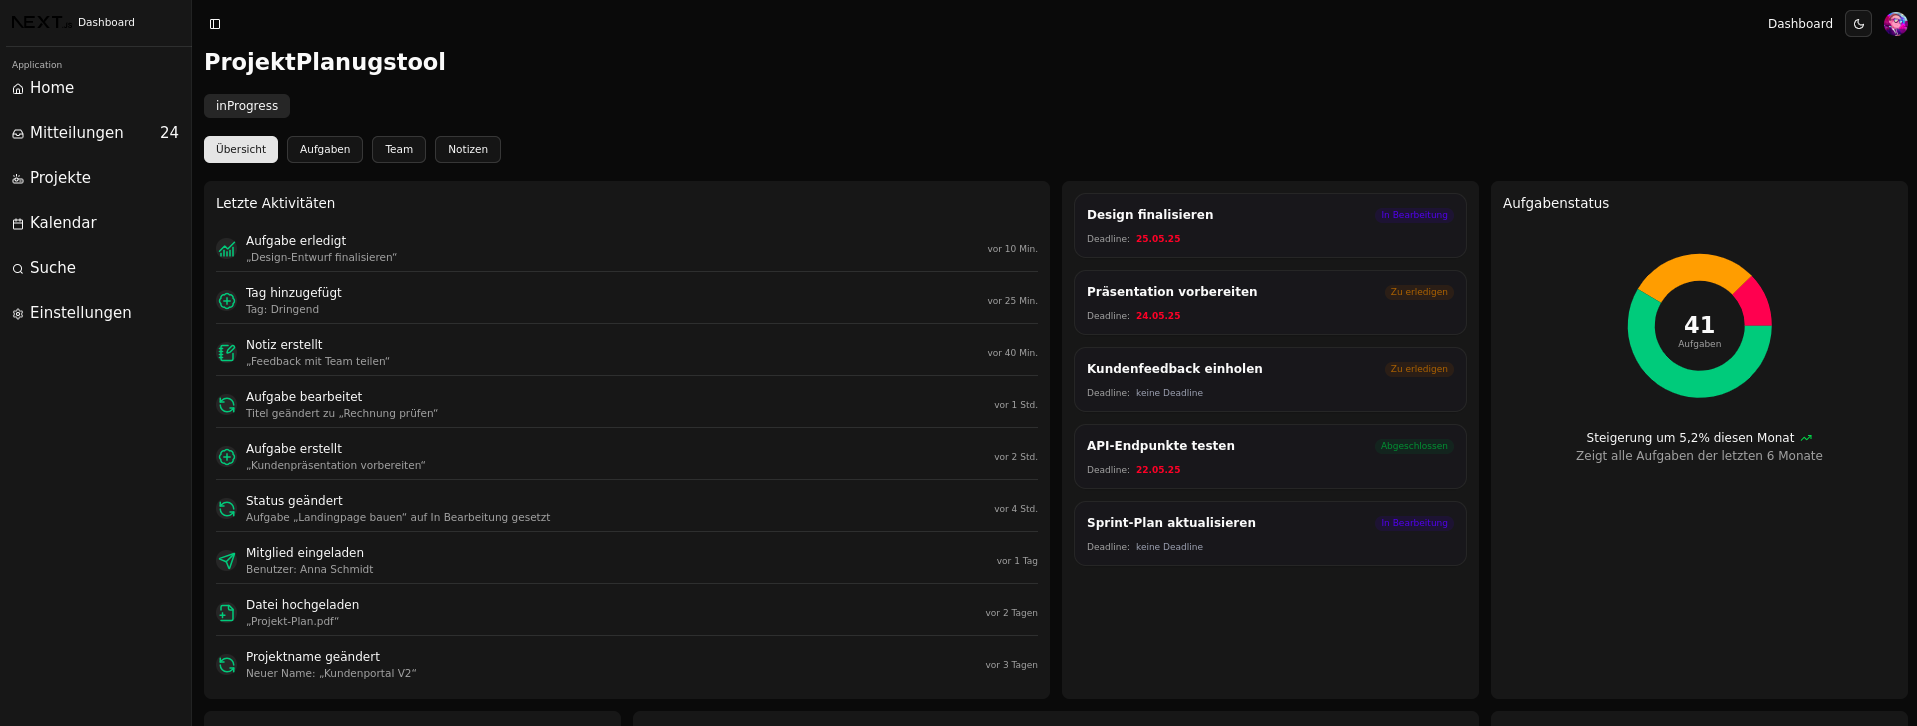 NEXT.js Dashboard
Dashboard
Application
Home
Mitteilungen 24
Projekte
Kalendar
Suche
Einstellungen
ProjektPlanugstool
inProgress
Übersicht Aufgaben Team Notizen
Letzte Aktivitäten
Aufgabe erledigt
„Design-Entwurf finalisieren“
vor 10 Min.
Tag hinzugefügt
Tag: Dringend
vor 25 Min.
Notiz erstellt
„Feedback mit Team teilen“
vor 40 Min.
Aufgabe bearbeitet
Titel geändert zu „Rechnung prüfen“
vor 1 Std.
Aufgabe erstellt
„Kundenpräsentation vorbereiten“
vor 2 Std.
Status geändert
Aufgabe „Landingpage bauen“ auf In Bearbeitung gesetzt
vor 4 Std.
Mitglied eingeladen
Benutzer: Anna Schmidt
vor 1 Tag
Datei hochgeladen
„Projekt-Plan.pdf“
vor 2 Tagen
Projektname geändert
Neuer Name: „Kundenportal V2“
vor 3 Tagen
Design finalisieren In Bearbeitung
Deadline: 25.05.25
Präsentation vorbereiten Zu erledigen
Deadline: 24.05.25
Kundenfeedback einholen Zu erledigen
Deadline: keine Deadline
API-Endpunkte testen Abgeschlossen
Deadline: 22.05.25
Sprint-Plan aktualisieren In Bearbeitung
Deadline: keine Deadline
Aufgabenstatus
41
Aufgaben
Steigerung um 5,2% diesen Monat
Zeigt alle Aufgaben der letzten 6 Monate